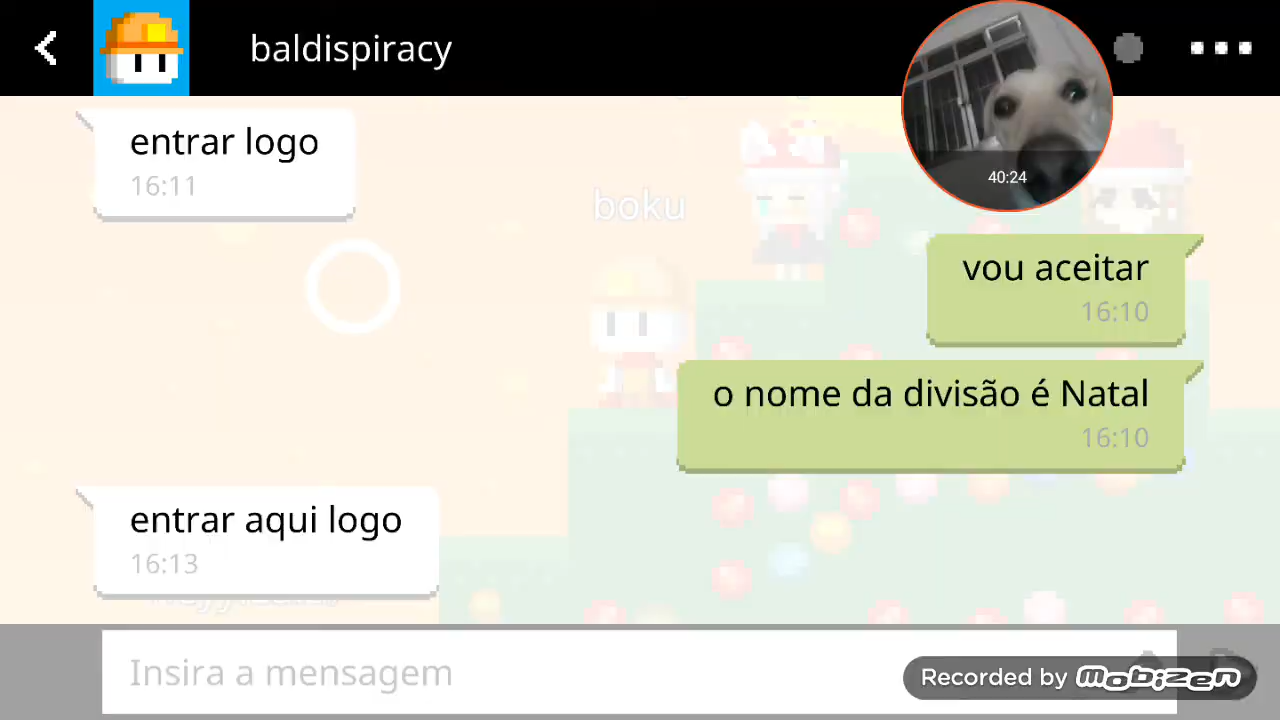 baldispiracy
40:24
entrar logo
16:11
boku
vou aceitar
16:10
o nome da divisão é Natal
16:10
entrar aqui logo
16:13
Insira a mensagem
Recorded by mobizen